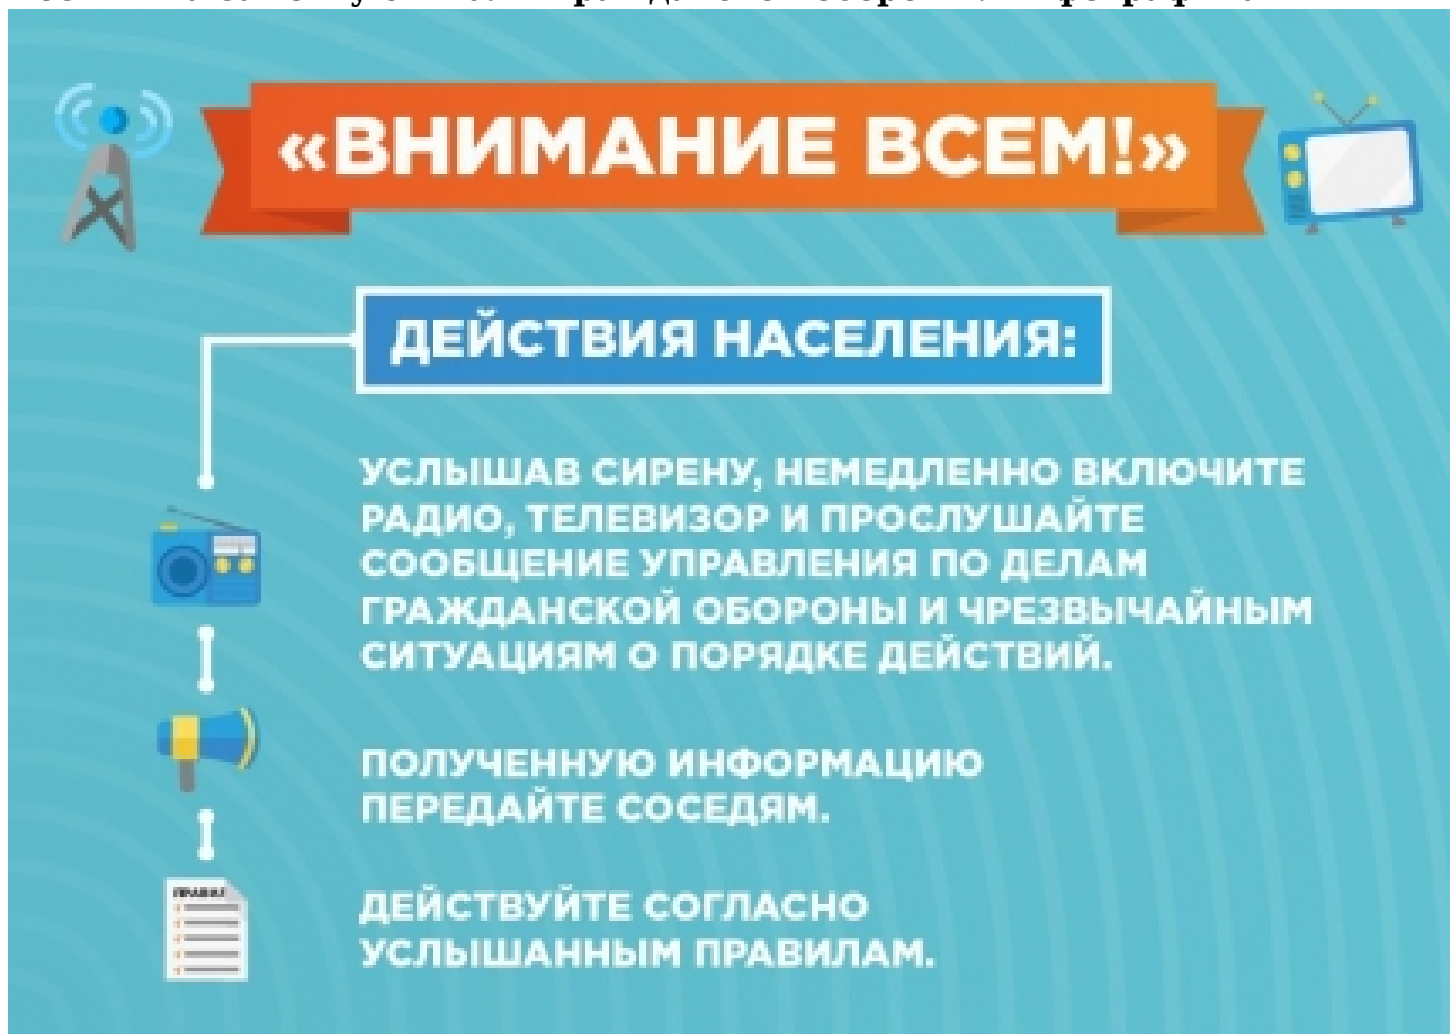 «ВНИМАНИЕ ВСЕМ!»
ДЕЙСТВИЯ НАСЕЛЕНИЯ:
УСЛЫШАВ СИРЕНУ, НЕМЕДЛЕННО ВКЛЮЧИТЕ
РАДИО, ТЕЛЕВИЗОР И ПРОСЛУШАЙТЕ
СООБЩЕНИЕ УПРАВЛЕНИЯ ПО ДЕЛАМ
ГРАЖДАНСКОЙ ОБОРОНЫ И ЧРЕЗВЫЧАЙНЫМ
СИТУАЦИЯМ О ПОРЯДКЕ ДЕЙСТВИЙ.
ПОЛУЧЕННУЮ ИНФОРМАЦИЮ
ПЕРЕДАЙТЕ СОСЕДЯМ.
ДЕЙСТВУЙТЕ СОГЛАСНО
УСЛЫШАННЫМ ПРАВИЛАМ.